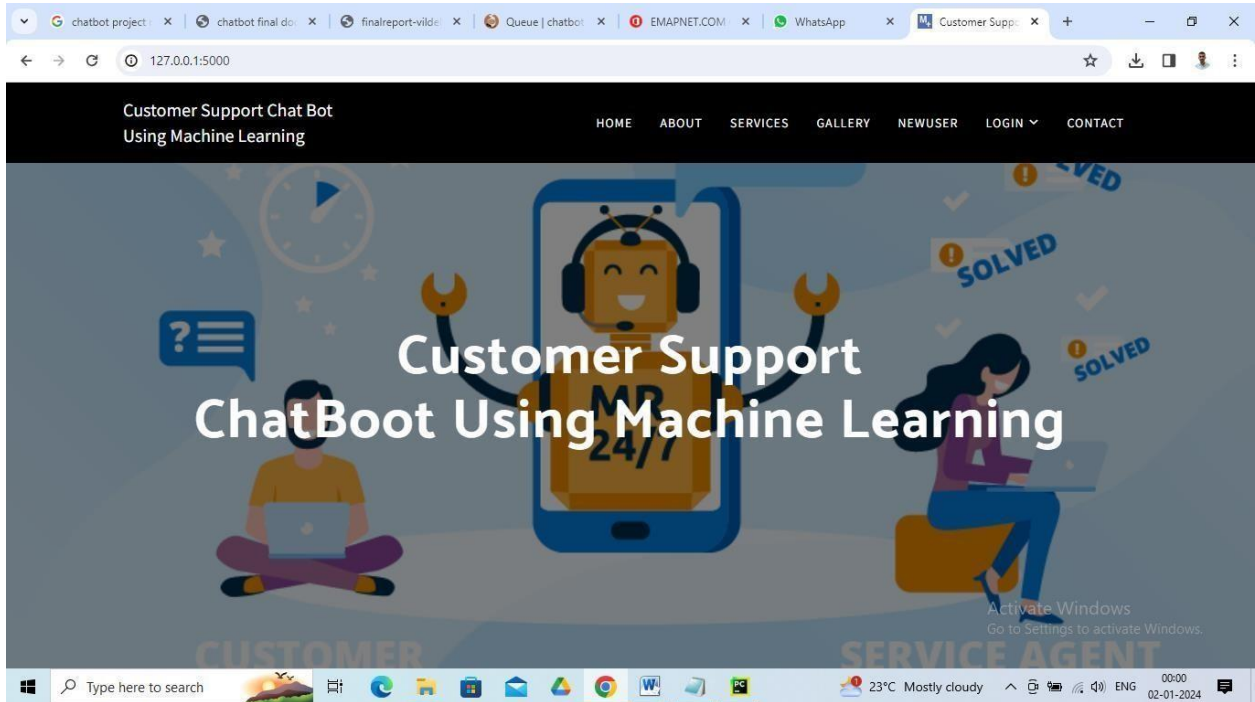 chatbot project
chatbot final do
finalreport-vilde
Queue | chatbot
EMAPNET.COM
WhatsApp
Customer Supp
127.0.0.1:5000
Customer Support Chat Bot
Using Machine Learning
HOME ABOUT SERVICES GALLERY NEWUSER LOGIN CONTACT
SOLVED
SOLVED
Customer Support
ChatBoot Using Machine Learning
MR
24/7
Activate Windows
Go to Settings to activate Windows.
CUSTOMER
SERVICE AGENT
Type here to search
23°C Mostly cloudy
ENG
00:00
02-01-2024